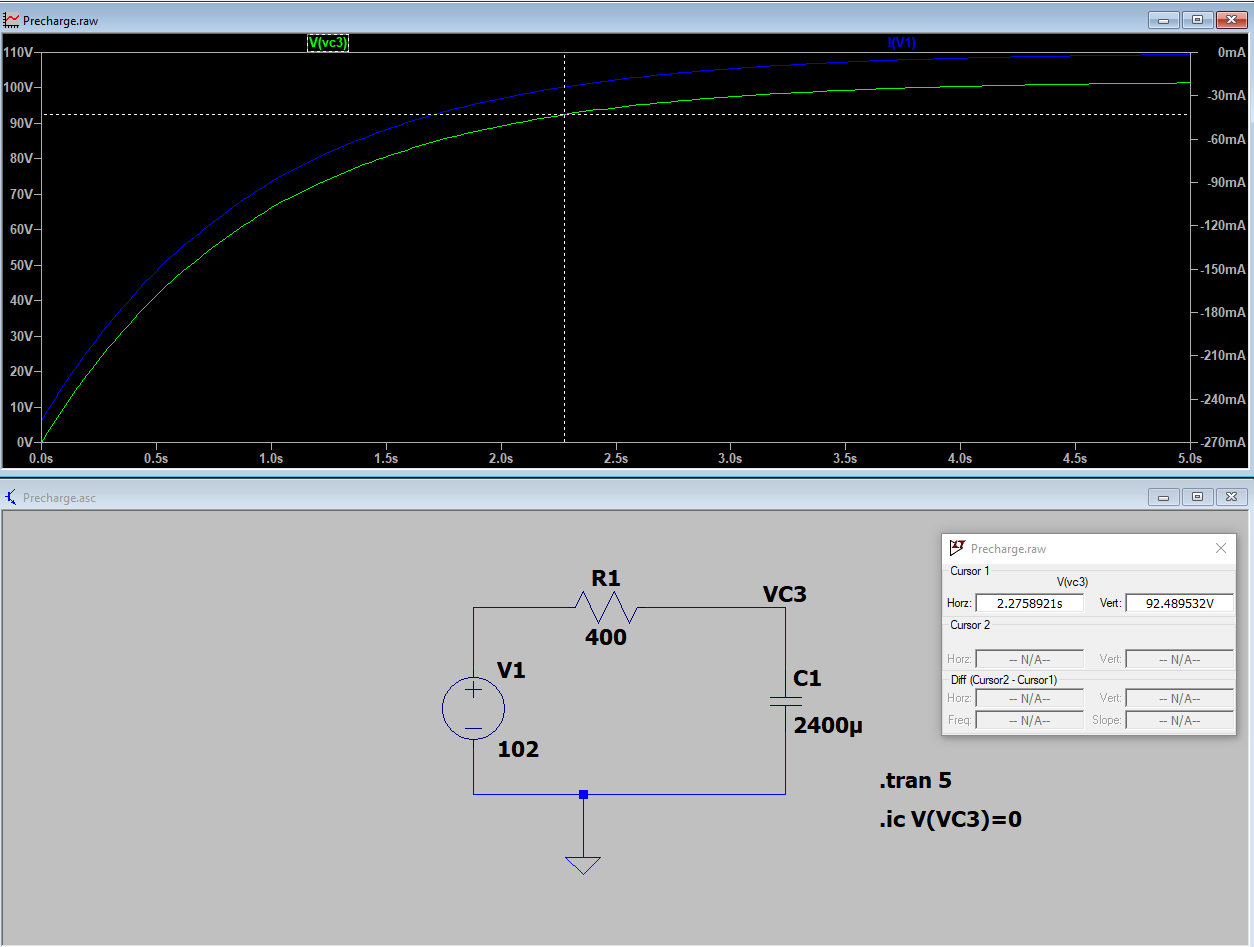 Precharge.raw
V(vc3) I(V1)
110V 0mA
100V -30mA
90V -60mA
80V -90mA
70V -120mA
60V -150mA
50V -180mA
40V -210mA
30V -240mA
20V -270mA
10V
0V
0.0s 0.5s 1.0s 1.5s 2.0s 2.5s 3.0s 3.5s 4.0s 4.5s 5.0s
Precharge.asc
R1
400
VC3
V1
102
C1
2400µ
.tran 5
.ic V(VC3)=0
Precharge.raw
Cursor 1
V(vc3)
Horz: 2.2758921s Vert: 92.489532V
Cursor 2
Horz: -- N/A-- Vert: -- N/A--
Diff (Cursor2 - Cursor1)
Horz: -- N/A-- Vert: -- N/A--
Freq: -- N/A-- Slope: -- N/A--